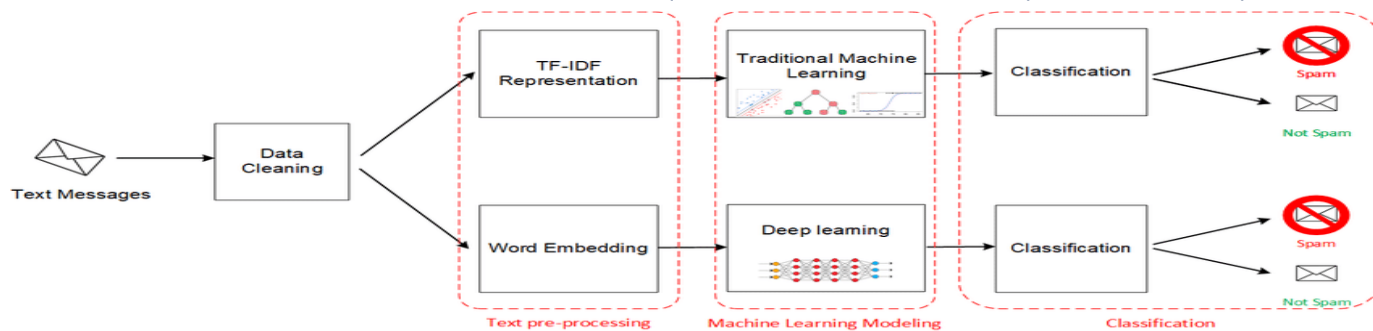 TF-IDF
Representation
Traditional Machine
Learning
Classification
Spam
Not Spam
Text Messages
Data
Cleaning
Word Embedding
Deep learning
Classification
Spam
Not Spam
Text pre-processing
Machine Learning Modeling
Classification